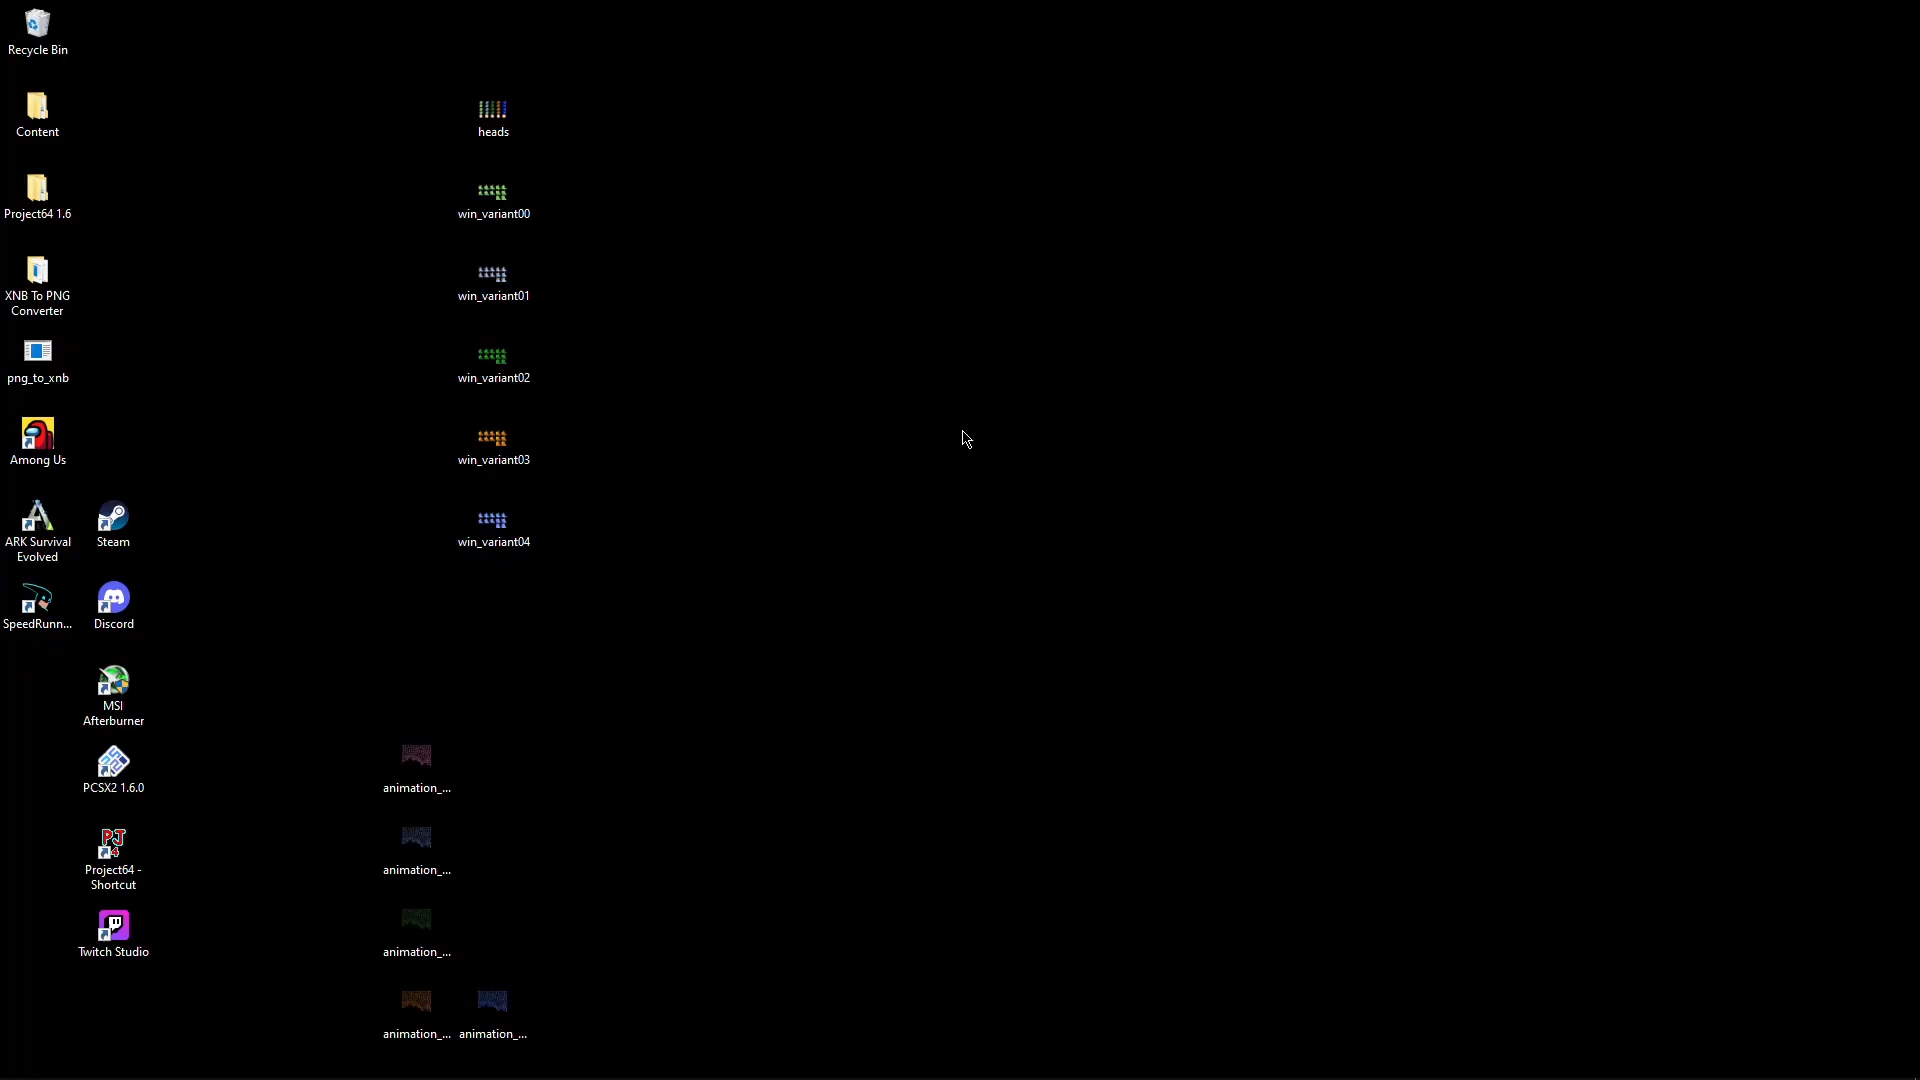 Recycle Bin
Content
Project64 1.6
XNB To PNG
Converter
png_to_xnb
Among Us
ARK Survival
Evolved
SpeedRunn...
Steam
Discord
MSI
Afterburner
PCSX2 1.6.0
PJ
64
Project64 -
Shortcut
Twitch Studio
animation_...
animation_...
animation_...
animation_...
heads
win_variant00
win_variant01
win_variant02
win_variant03
win_variant04
animation_...